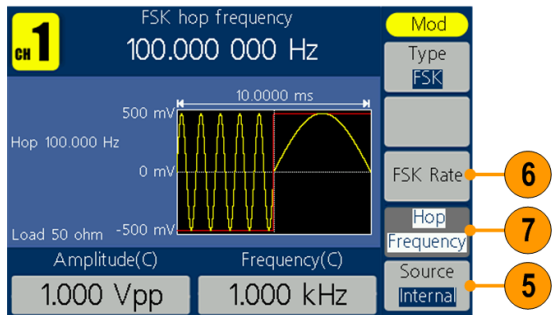 CH 1
FSK hop frequency
100.000 000 Hz
Mod
Type
FSK
10.0000 ms
500 mV
Hop 100.000 Hz
0 mV
-500 mV
Load 50 ohm
FSK Rate
6
Hop
Frequency
7
Source
Internal
5
Amplitude(C)
1.000 Vpp
Frequency(C)
1.000 kHz